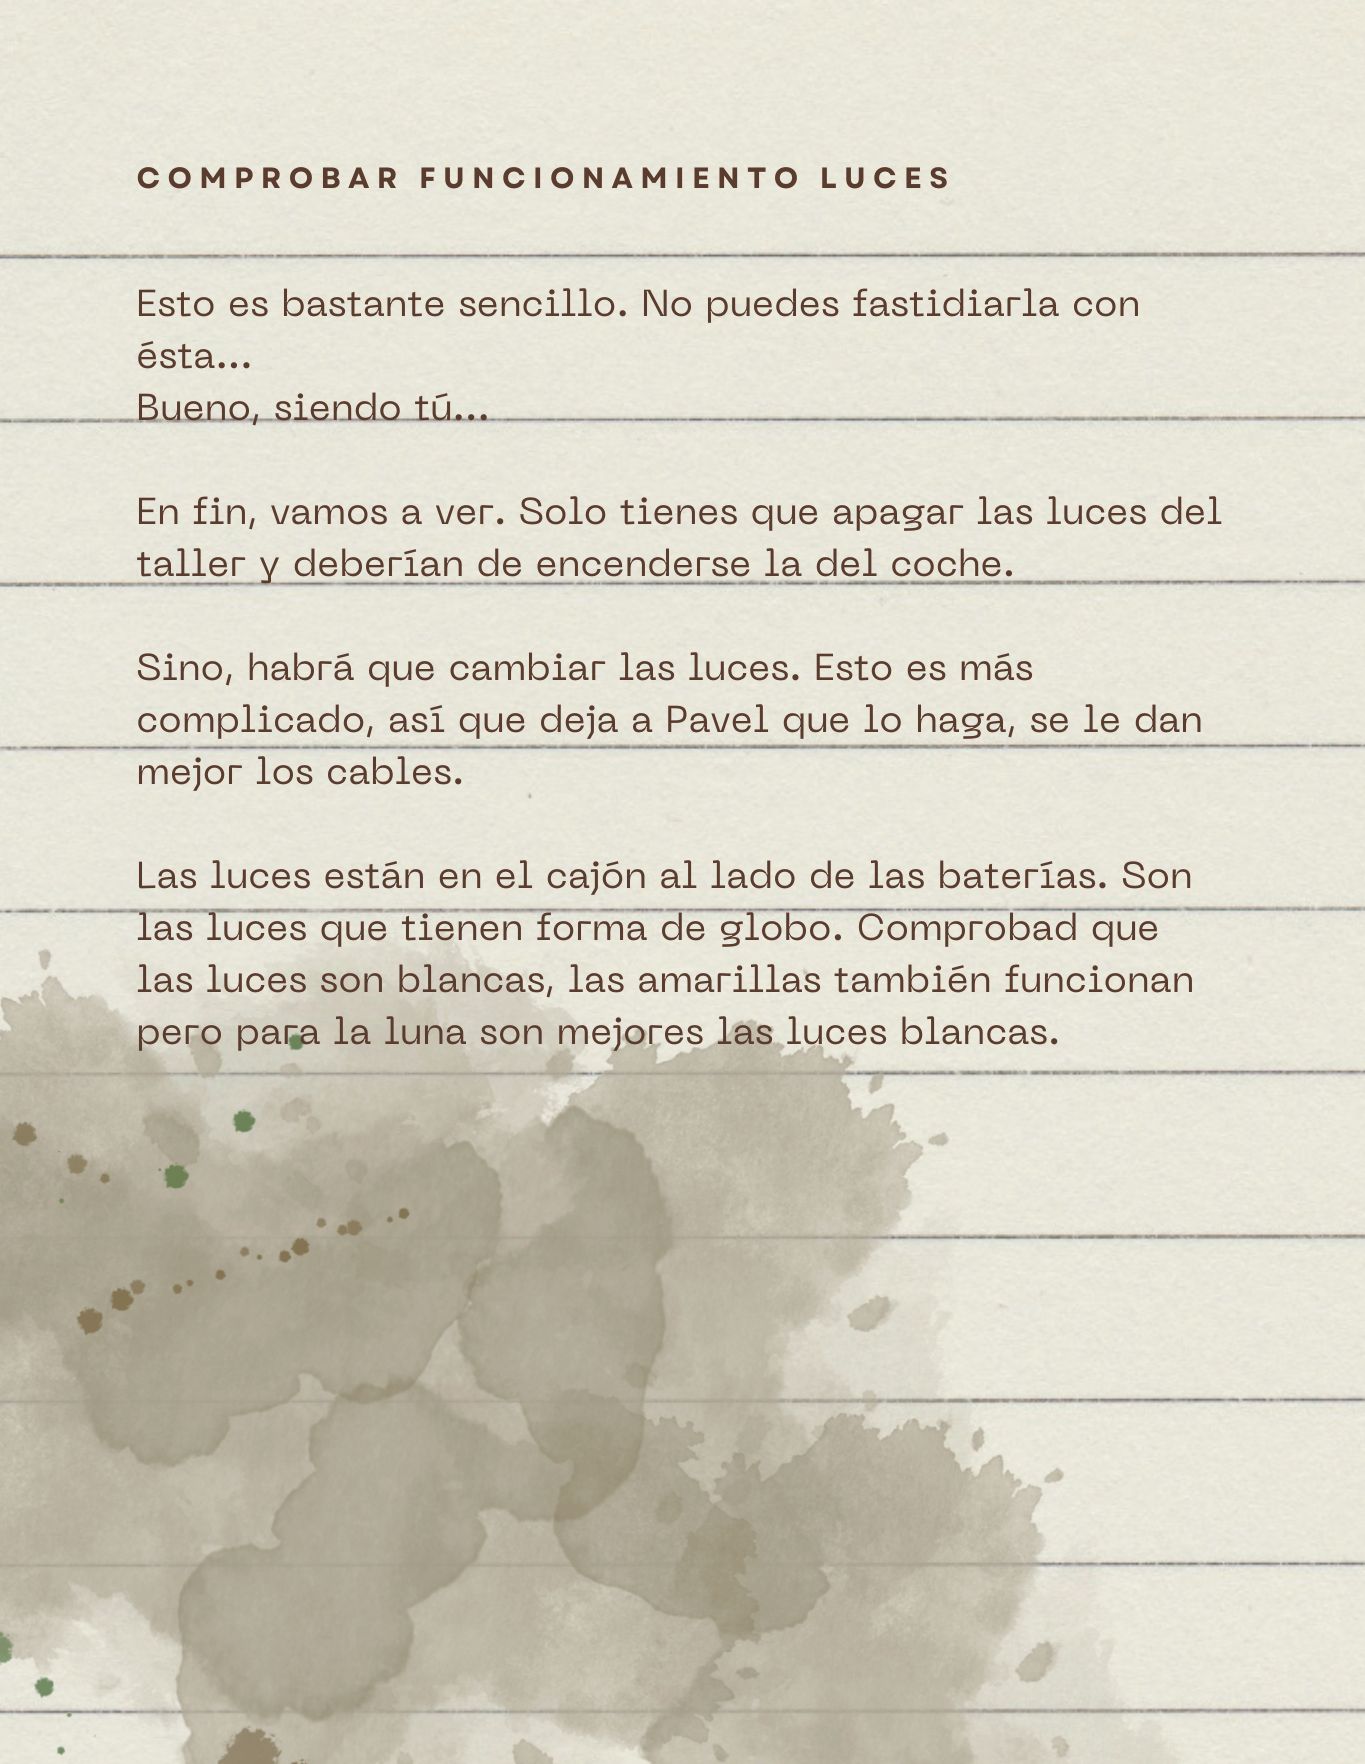 COMPROBAR FUNCIONAMIENTO LUCES
Esto es bastante sencillo. No puedes fastidiarla con
ésta...
Bueno, siendo tú...
En fin, vamos a ver. Solo tienes que apagar las luces del
taller y deberían de encenderse la del coche.
Sino, habrá que cambiar las luces. Esto es más
complicado, así que deja a Pavel que lo haga, se le dan
mejor los cables.
Las luces están en el cajón al lado de las baterías. Son
las luces que tienen forma de globo. Comprobad que
las luces son blancas, las amarillas también funcionan
pero para la luna son mejores las luces blancas.